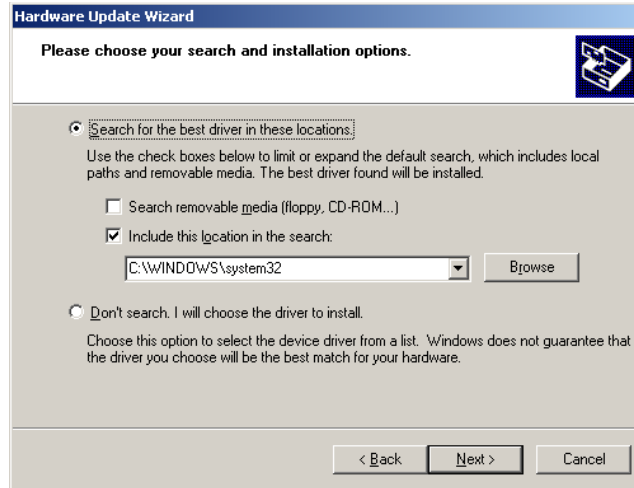 Hardware Update Wizard
Please choose your search and installation options.
Search for the best driver in these locations.
Use the check boxes below to limit or expand the default search, which includes local
paths and removable media. The best driver found will be installed.
Search removable media (floppy, CD-ROM...)
Include this location in the search:
C:\WINDOWS\system32
Browse
Don't search. I will choose the driver to install.
Choose this option to select the device driver from a list. Windows does not guarantee that
the driver you choose will be the best match for your hardware.
< Back
Next >
Cancel